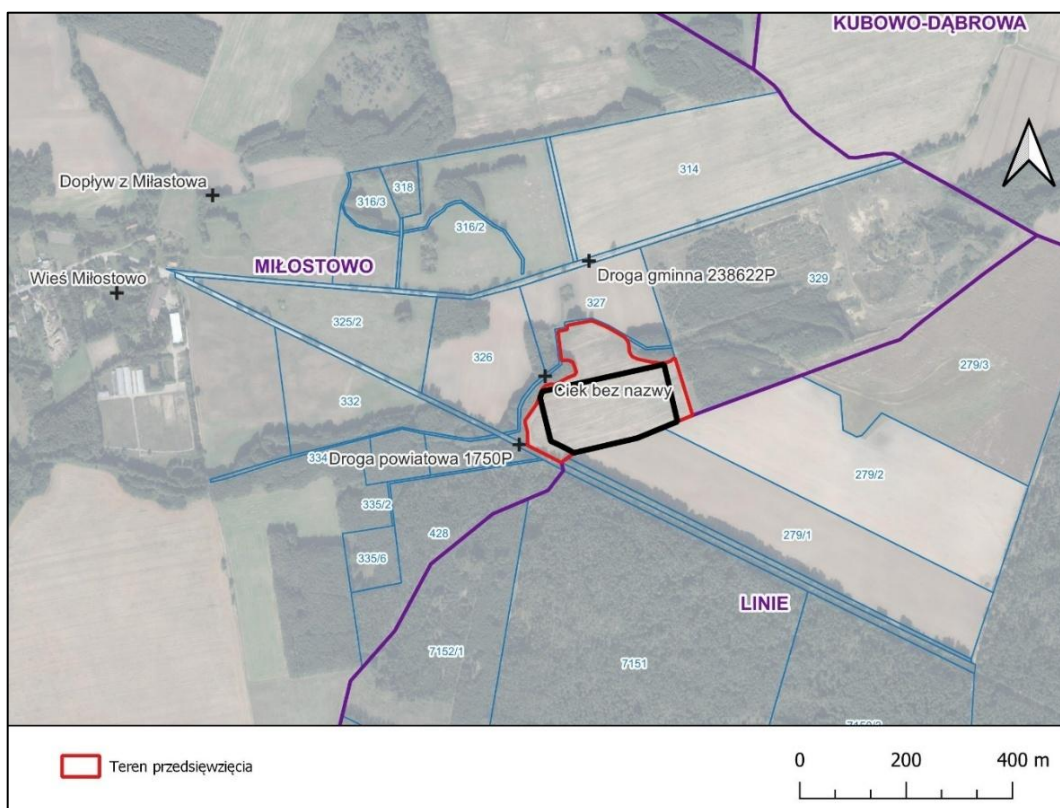 KUBOWO-DĄBROWA
314
Dopływ z Miłastowa
318
316/3
316/2
MIŁOSTOWO
Droga gminna 238622P
329
Wieś Miłostowo
327
325/2
326
279/3
Ciek bez nazwy
332
Droga powiatowa 1750P
334
279/2
335/2
428
279/1
335/6
LINIE
7152/1
7151
Teren przedsięwzięcia
0 200 400 m